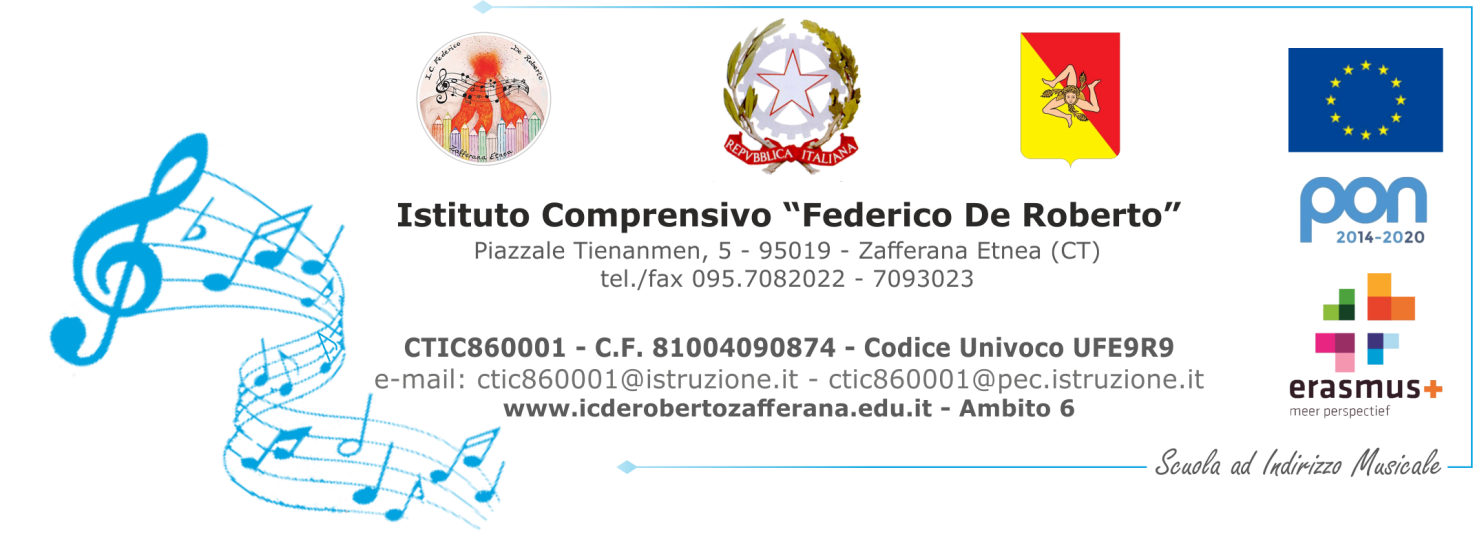 I.C. Federico De Roberto
Zafferana Etnea
REPVBBLICA ITALIANA
Istituto Comprensivo “Federico De Roberto”
Piazzale Tienanmen, 5 - 95019 - Zafferana Etnea (CT)
tel./fax 095.7082022 - 7093023
pon
2014-2020
CTIC860001 - C.F. 81004090874 - Codice Univoco UFE9R9
e-mail: ctic860001@istruzione.it - ctic860001@pec.istruzione.it
www.icderobertozafferana.edu.it - Ambito 6
erasmus+
meer perspectief
Scuola ad Indirizzo Musicale